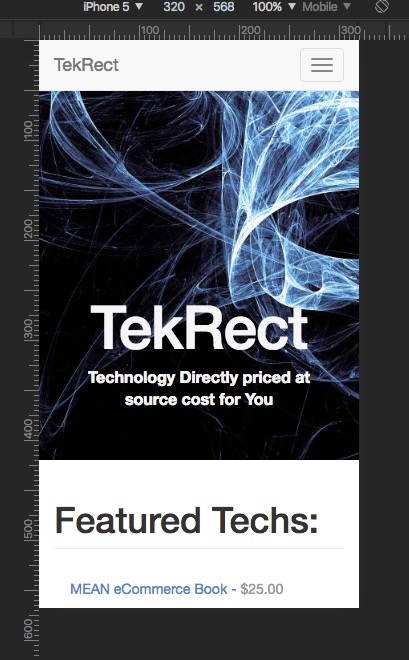 iPhone 5 ▼ 320 × 568 100% ▼ Mobile ▼
100 200 300
100
200
300
400
500
600
TekRect
TekRect
Technology Directly priced at
source cost for You
Featured Techs:
MEAN eCommerce Book - $25.00